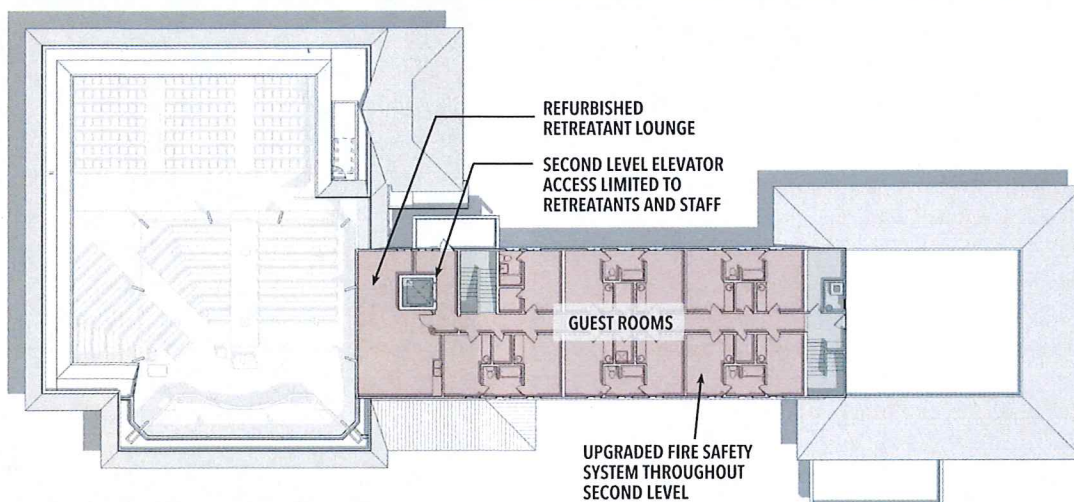 REFURBISHED
RETREATANT LOUNGE
SECOND LEVEL ELEVATOR
ACCESS LIMITED TO
RETREATANTS AND STAFF
GUEST ROOMS
UPGRADED FIRE SAFETY
SYSTEM THROUGHOUT
SECOND LEVEL